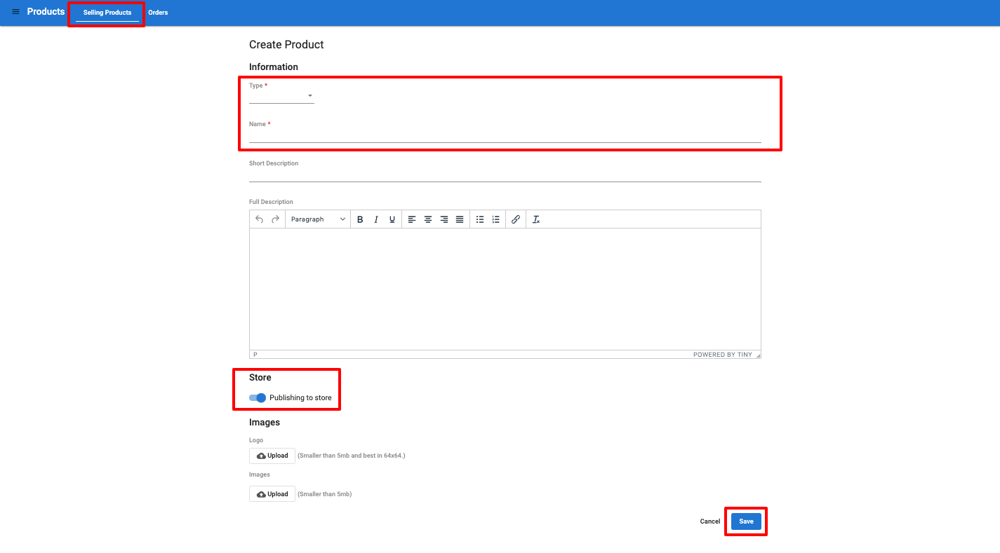 Products Selling Products Orders
Create Product
Information
Type *
Name *
Short Description
Full Description
Paragraph B I U
P POWERED BY TINY
Store
Publishing to store
Images
Logo
Upload (Smaller than 5mb and best in 64x64.)
Images
Upload (Smaller than 5mb)
Cancel Save